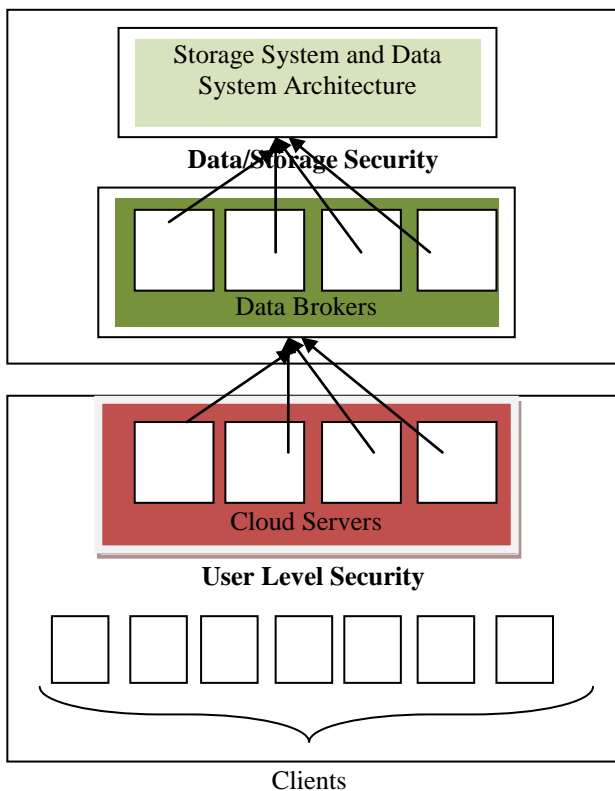 Storage System and Data
System Architecture
Data/Storage Security
Data Brokers
Cloud Servers
User Level Security
Clients